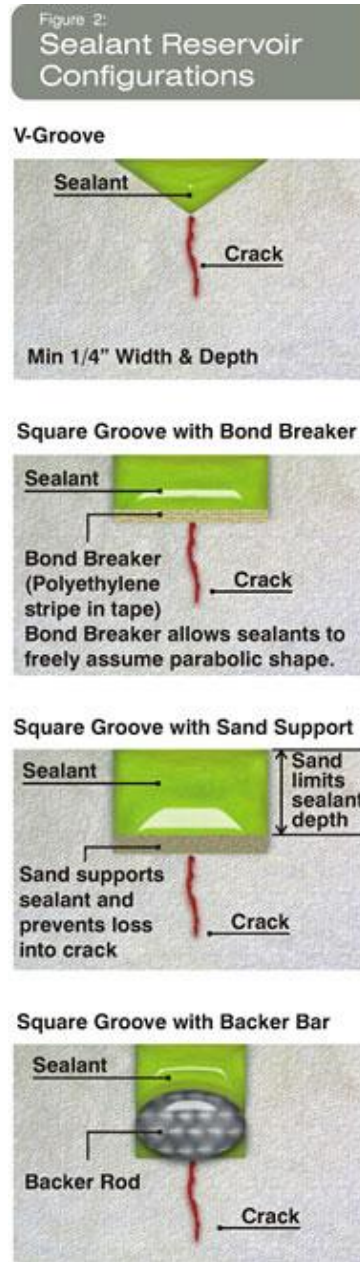 Figure 2:
Sealant Reservoir
Configurations
V-Groove
Sealant
Crack
Min 1/4" Width & Depth
Square Groove with Bond Breaker
Sealant
Bond Breaker
(Polyethylene
stripe in tape)
Crack
Bond Breaker allows sealants to
freely assume parabolic shape.
Square Groove with Sand Support
Sealant
Sand
limits
sealant
depth
Sand supports
sealant and
prevents loss
into crack
Crack
Square Groove with Backer Bar
Sealant
Backer Rod
Crack